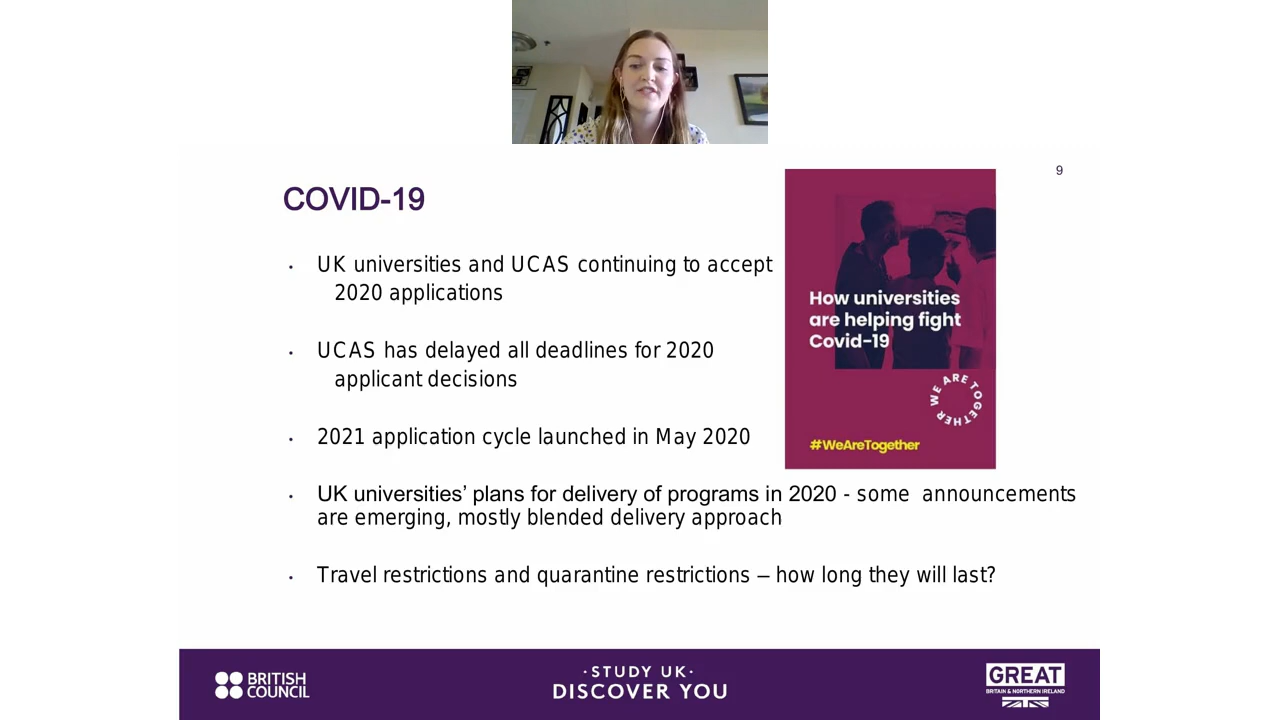 9
COVID-19
• UK universities and UCAS continuing to accept
2020 applications
• UCAS has delayed all deadlines for 2020
applicant decisions
• 2021 application cycle launched in May 2020
• UK universities’ plans for delivery of programs in 2020 - some announcements
are emerging, mostly blended delivery approach
• Travel restrictions and quarantine restrictions – how long they will last?
How universities
are helping fight
Covid-19
WE ARE TOGETHER
#WeAreTogether
BRITISH
COUNCIL
·STUDY UK·
DISCOVER YOU
GREAT
BRITAIN & NORTHERN IRELAND